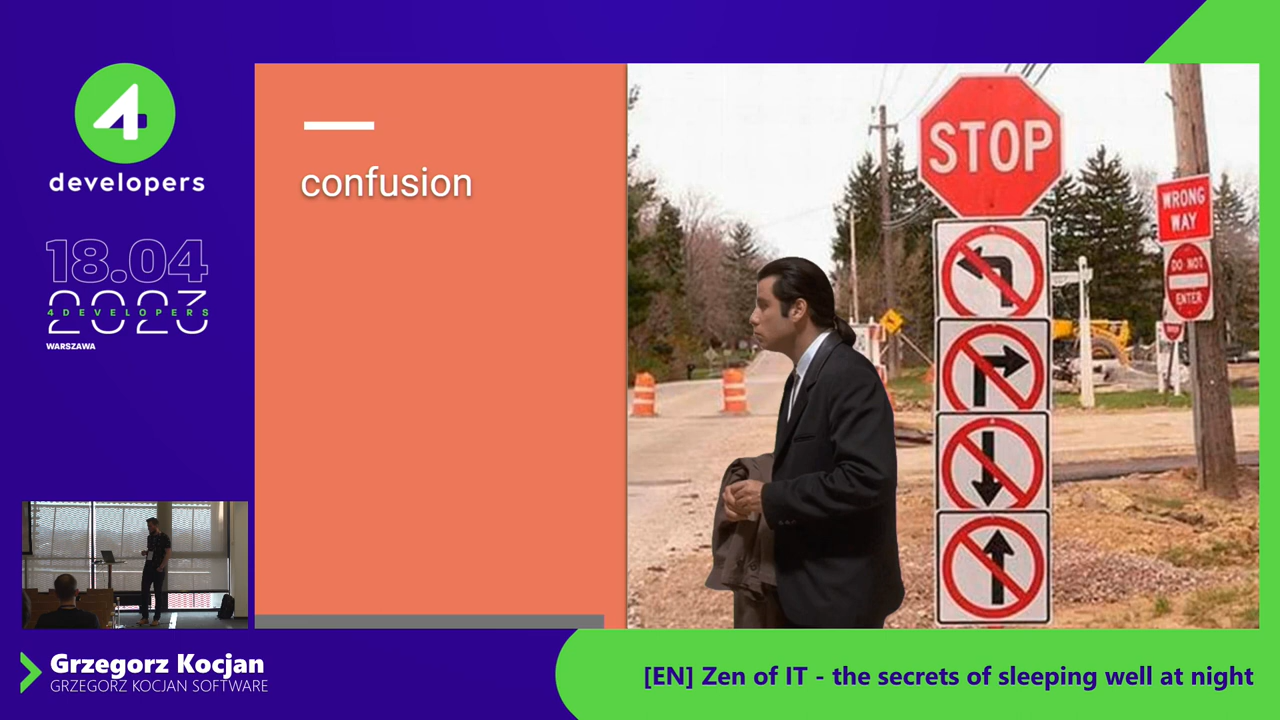 4
developers
18.04
2023
4DEVELOPERS
WARSZAWA
confusion
STOP
WRONG
WAY
DO NOT
ENTER
Grzegorz Kocjan
GRZEGORZ KOCJAN SOFTWARE
[EN] Zen of IT - the secrets of sleeping well at night